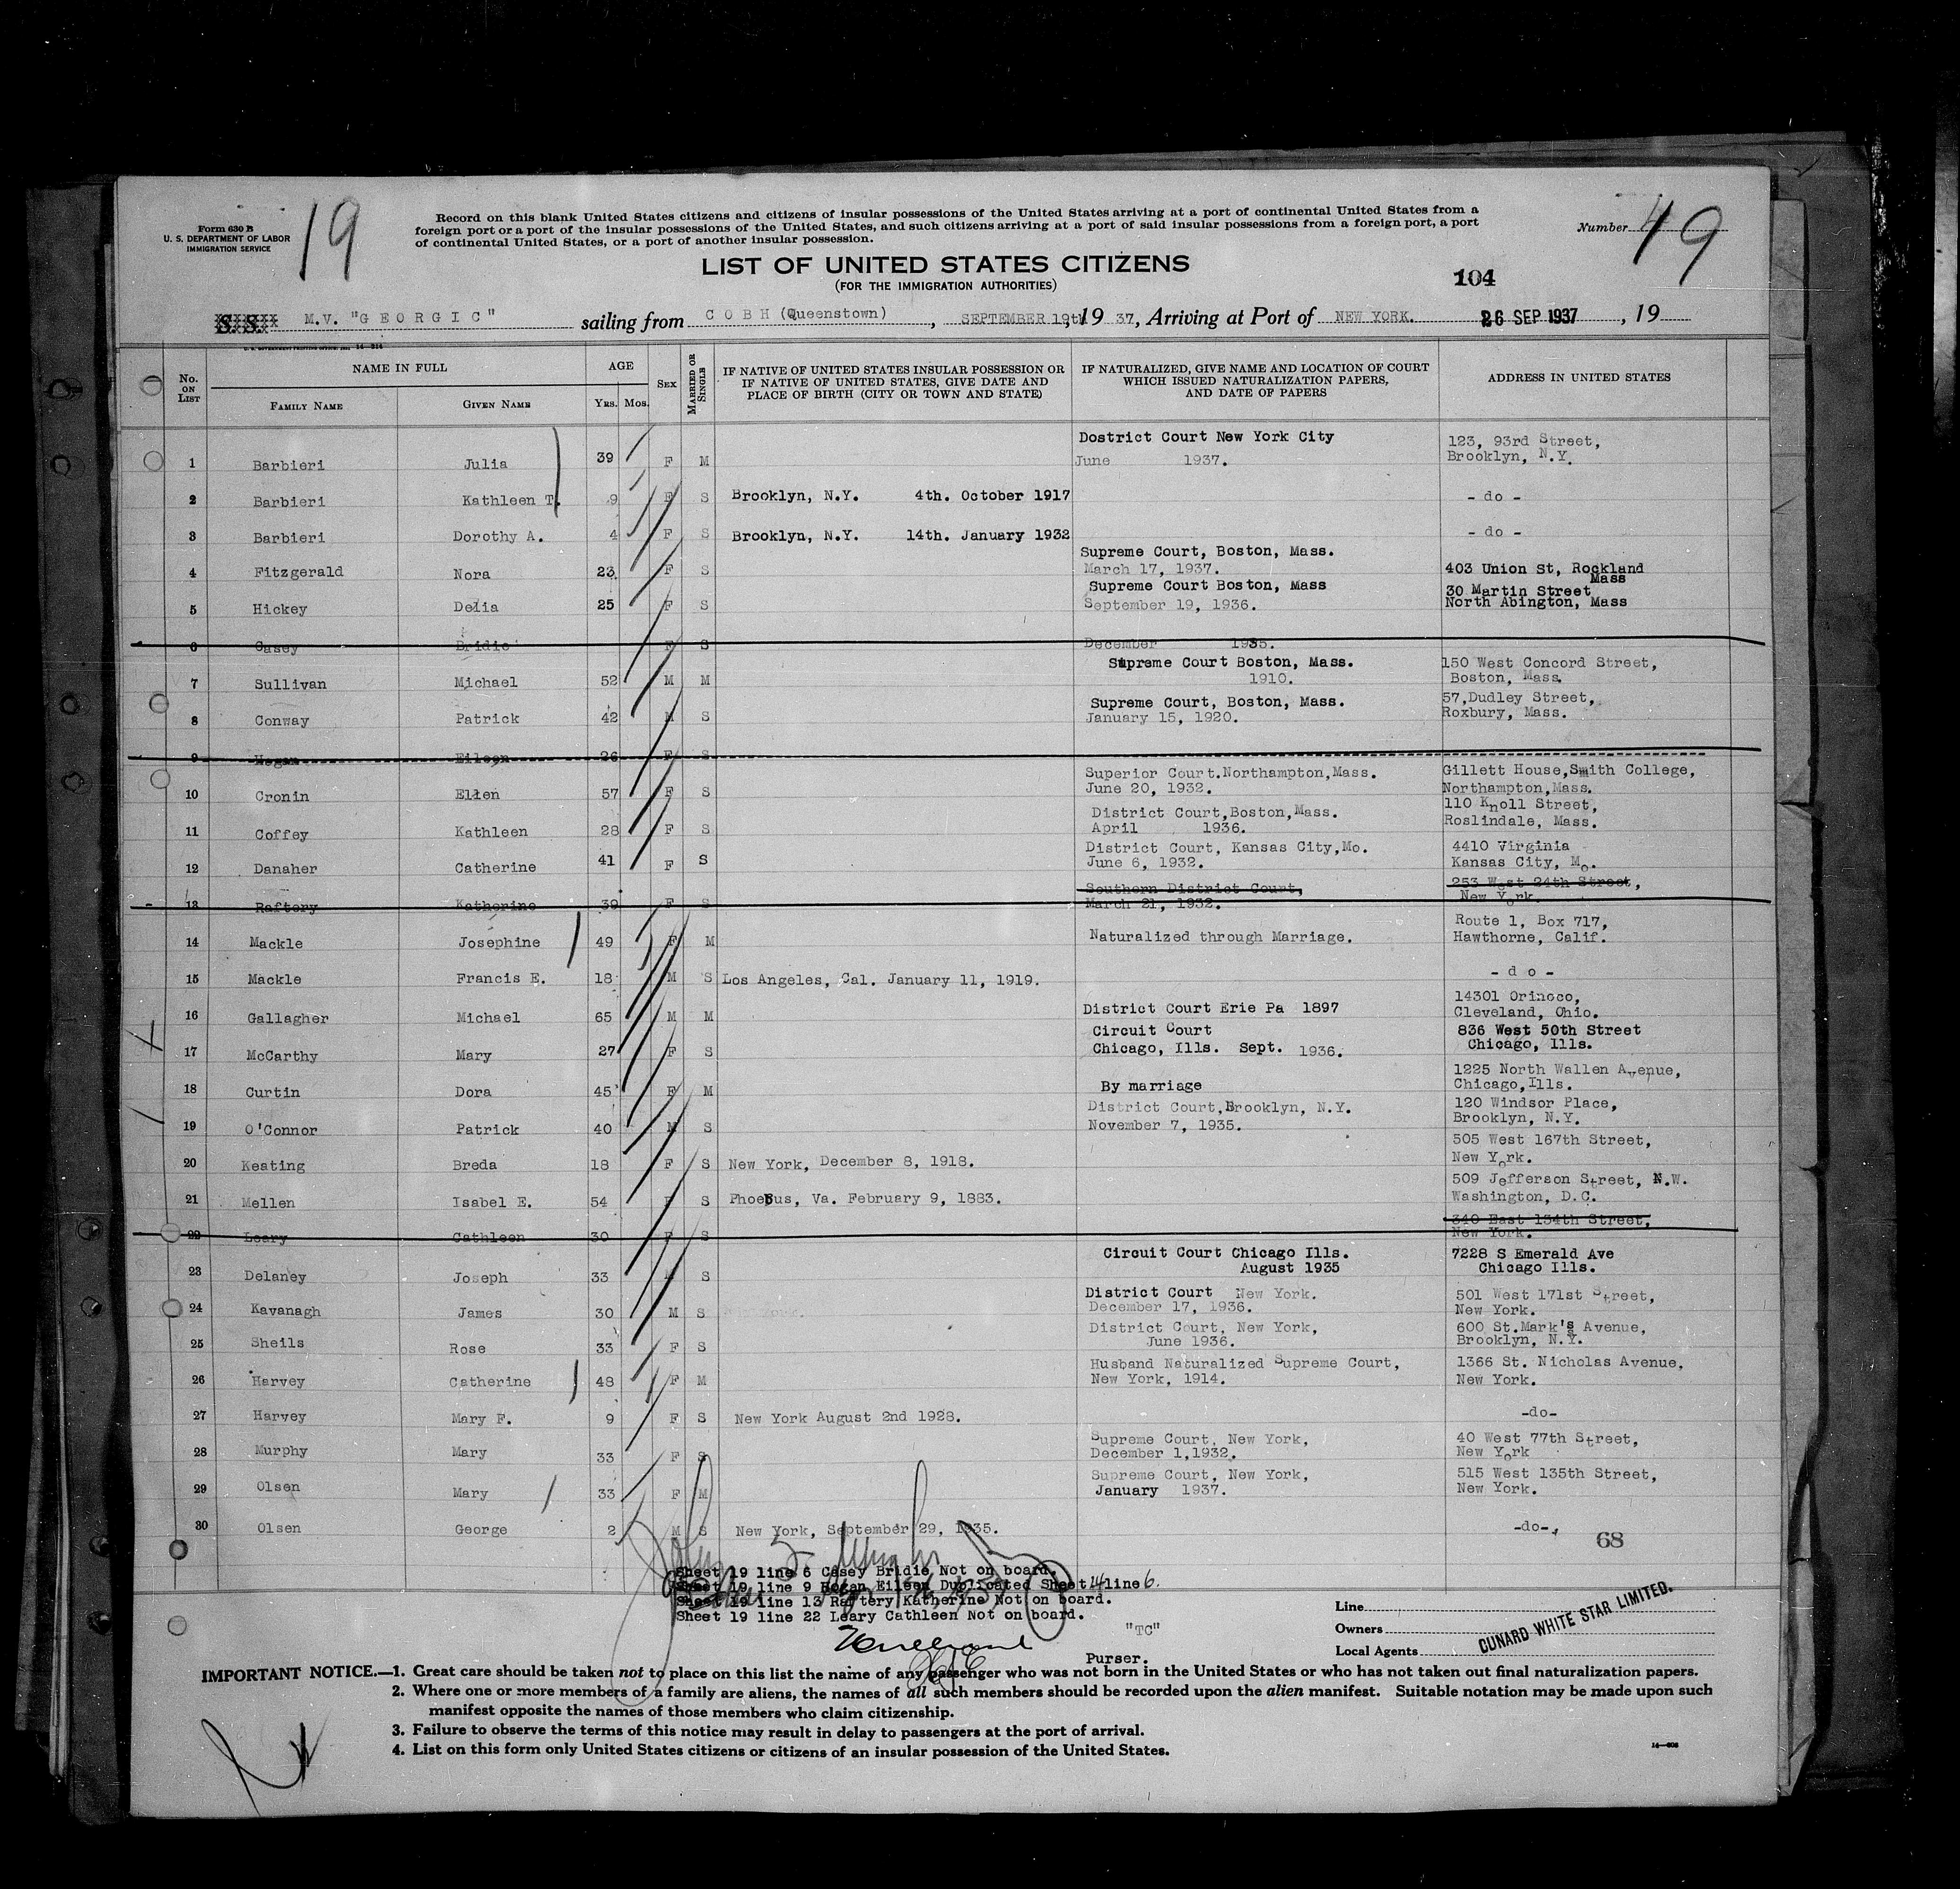 19
Form 630 B
U. S. DEPARTMENT OF LABOR
IMMIGRATION SERVICE
Record on this blank United States citizens and citizens of insular possessions of the United States arriving at a port of continental United States from a
foreign port or a port of the insular possessions of the United States, and such citizens arriving at a port of said insular possessions from a foreign port, a port
of continental United States, or a port of another insular possession.
Number 19
LIST OF UNITED STATES CITIZENS
(FOR THE IMMIGRATION AUTHORITIES)
104
S. S. M.V. "GEORGIC" sailing from COBH (Queenstown), SEPTEMBER 19th, 19 37, Arriving at Port of NEW YORK. 26 SEP 1937, 19
No. ON LIST NAME IN FULL AGE SEX MARRIED OR SINGLE IF NATIVE OF UNITED STATES INSULAR POSSESSION OR IF NATIVE OF UNITED STATES, GIVE DATE AND PLACE OF BIRTH (CITY OR TOWN AND STATE) IF NATURALIZED, GIVE NAME AND LOCATION OF COURT WHICH ISSUED NATURALIZATION PAPERS, AND DATE OF PAPERS ADDRESS IN UNITED STATES
FAMILY NAME GIVEN NAME YRS. MOS.
Dostrict Court New York City 123, 93rd Street,
1 Barbieri Julia 39 F M June 1937. Brooklyn, N.Y.
2 Barbieri Kathleen T. 9 F S Brooklyn, N.Y. 4th. October 1917 - do -
3 Barbieri Dorothy A. 4 F S Brooklyn, N.Y. 14th. January 1932 - do -
Supreme Court, Boston, Mass.
4 Fitzgerald Nora 23 F S March 17, 1937. 403 Union St, Rockland Mass
Supreme Court Boston, Mass 30 Martin Street
5 Hickey Delia 25 F S September 19, 1936. North Abington, Mass
6 Casey Bridie F S December 1935.
Supreme Court Boston, Mass. 150 West Concord Street,
7 Sullivan Michael 52 M M 1910. Boston, Mass.
Supreme Court, Boston, Mass. 57,Dudley Street,
8 Conway Patrick 42 M S January 15, 1920. Roxbury, Mass.
9 Hogan Eileen 26 F S
Superior Court.Northampton,Mass. Gillett House,Smith College,
10 Cronin Ellen 57 F S June 20, 1932. Northampton,Mass.
District Court,Boston,Mass. 110 Knoll Street,
11 Coffey Kathleen 28 F S April 1936. Roslindale, Mass.
District Court, Kansas City,Mo. 4410 Virginia
12 Danaher Catherine 41 F S June 6, 1932. Kansas City, Mo.
Southern District Court, 253 West 24th Street,
13 Raftery Katherine 39 F S March 21, 1932. New York.
Route 1, Box 717,
14 Mackle Josephine 49 F M Naturalized through Marriage. Hawthorne, Calif.
15 Mackle Francis E. 18 M S Los Angeles, Cal. January 11, 1919. - d o -
14301 Orinoco,
16 Gallagher Michael 65 M M District Court Erie Pa 1897 Cleveland, Ohio.
Circuit Court 836 West 50th Street
17 McCarthy Mary 27 F S Chicago, Ills. Sept. 1936. Chicago, Ills.
1225 North Wallen Avenue,
18 Curtin Dora 45 F M By marriage Chicago,Ills.
District Court,Brooklyn, N.Y. 120 Windsor Place,
19 O'Connor Patrick 40 M S November 7, 1935. Brooklyn, N.Y.
505 West 167th Street,
20 Keating Breda 18 F S New York, December 8, 1918. New York.
509 Jefferson Street, N.W.
21 Mellen Isabel E. 54 F S Phoebus, Va. February 9, 1883. Washington, D.C.
340 East 134th Street,
22 Leary Cathleen 30 F S New York.
Circuit Court Chicago Ills. 7228 S Emerald Ave
23 Delaney Joseph 33 M S August 1935 Chicago Ills.
District Court New York. 501 West 171st Street,
24 Kavanagh James 30 M S December 17, 1936. New York.
District Court, New York, 600 St.Mark's Avenue,
25 Sheils Rose 33 F S June 1936. Brooklyn, N.Y.
Husband Naturalized Supreme Court, 1366 St. Nicholas Avenue,
26 Harvey Catherine 48 F M New York, 1914. New York.
27 Harvey Mary F. 9 F S New York August 2nd 1928. -do-
Supreme Court, New York, 40 West 77th Street,
28 Murphy Mary 33 F S December 1,1932. New York
Supreme Court, New York, 515 West 135th Street,
29 Olsen Mary 33 F M January 1937. New York.
30 Olsen George 2 M S New York, September 29, 1935. -do-,
68
Sheet 19 line 6 Casey Bridie Not on board.
Sheet 19 line 9 Hogan Eileen Duplicated Sheet 14 line 6.
Sheet 19 line 13 Raftery Katherine Not on board.
Sheet 19 line 22 Leary Cathleen Not on board.
"TC"
Purser.
Line
Owners
Local Agents
CUNARD WHITE STAR LIMITED.
IMPORTANT NOTICE.—1. Great care should be taken not to place on this list the name of any passenger who was not born in the United States or who has not taken out final naturalization papers.
2. Where one or more members of a family are aliens, the names of all such members should be recorded upon the alien manifest. Suitable notation may be made upon such
manifest opposite the names of those members who claim citizenship.
3. Failure to observe the terms of this notice may result in delay to passengers at the port of arrival.
4. List on this form only United States citizens or citizens of an insular possession of the United States.